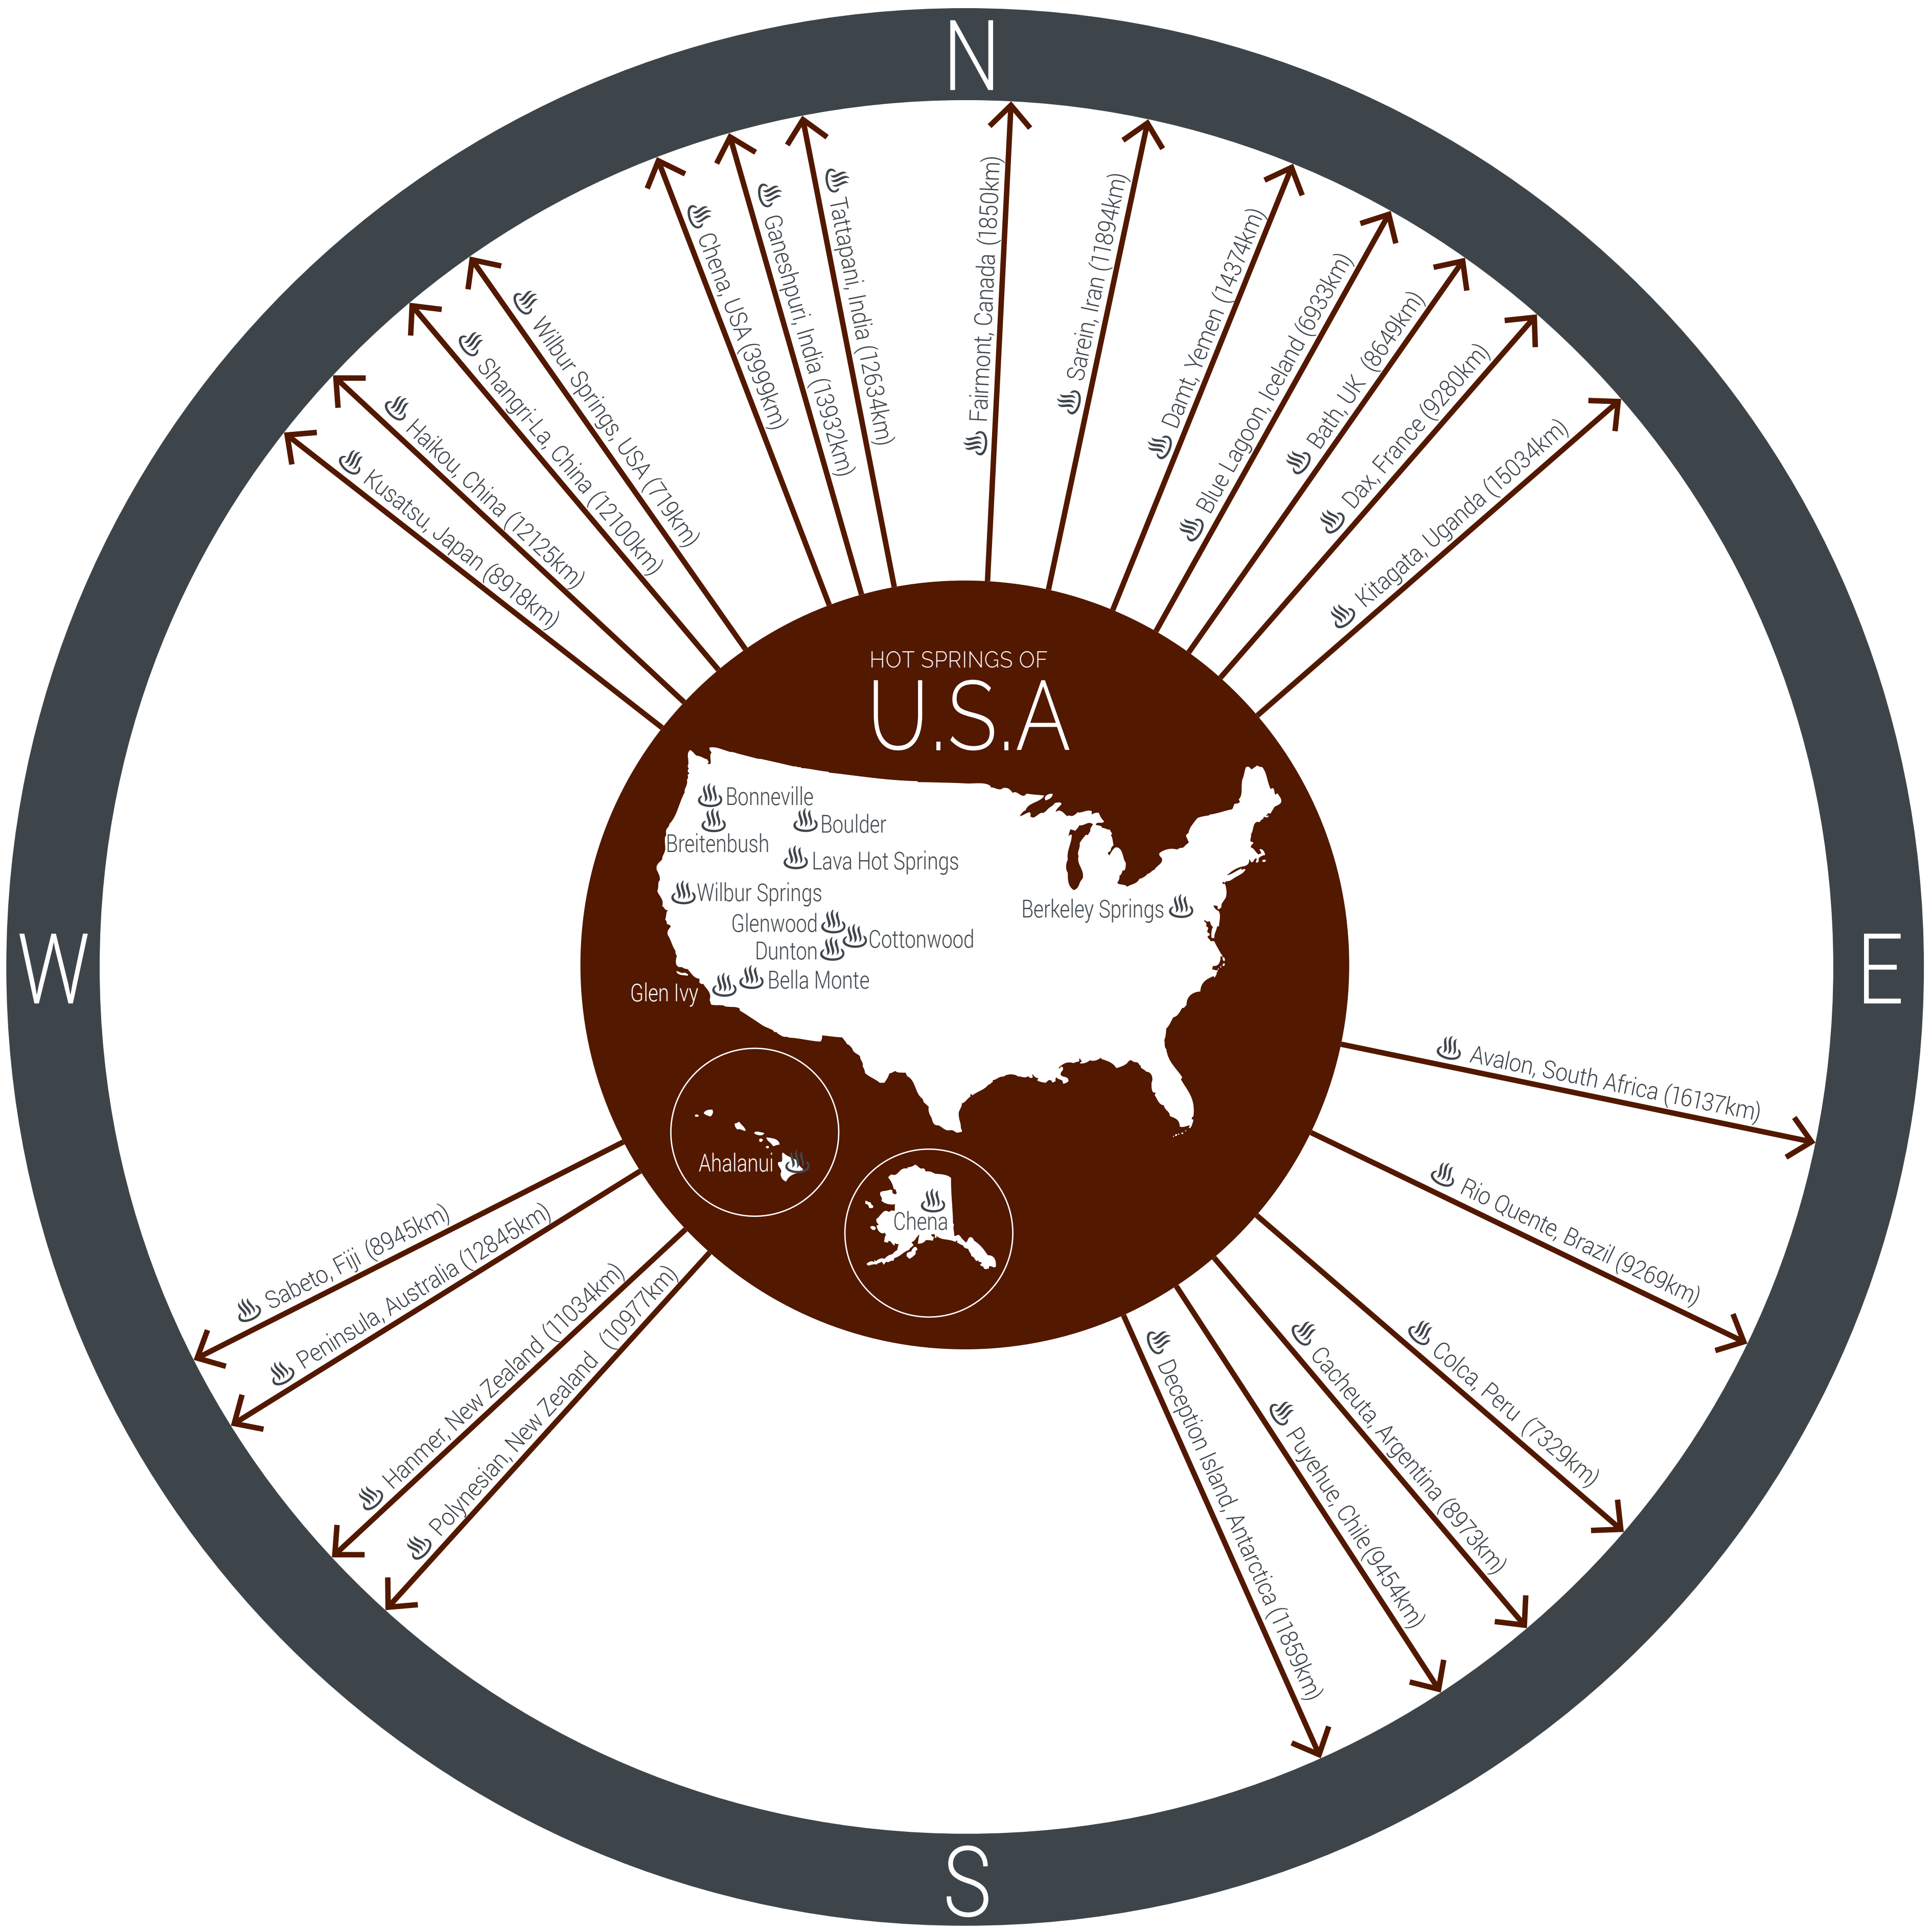 N
Chena, USA (3999km)
Ganeshpuri, India (13932km)
Tattapani, India (12634km)
Fairmont, Canada (1850km)
Sarein, Iran (11894km)
Damt, Yemen (14374km)
Blue Lagoon, Iceland (6933km)
Bath, UK (8649km)
Dax, France (9280km)
Kitagata, Uganda (15034km)
Wilbur Springs, USA (719km)
Shangri-La, China (12100km)
Haikou, China (12125km)
Kusatsu, Japan (8918km)
HOT SPRINGS OF
U.S.A
Bonneville
Boulder
Breitenbush
Lava Hot Springs
Wilbur Springs
Berkeley Springs
Glenwood
Cottonwood
Dunton
Bella Monte
Glen Ivy
W
E
Ahalanui
Chena
Avalon, South Africa (16137km)
Rio Quente, Brazil (9269km)
Colca, Peru (7329km)
Cacheuta, Argentina (8973km)
Puyehue, Chile (9454km)
Deception Island, Antarctica (11859km)
Sabeto, Fiji (8945km)
Peninsula, Australia (12845km)
Hanmer, New Zealand (11034km)
Polynesian, New Zealand (10977km)
S